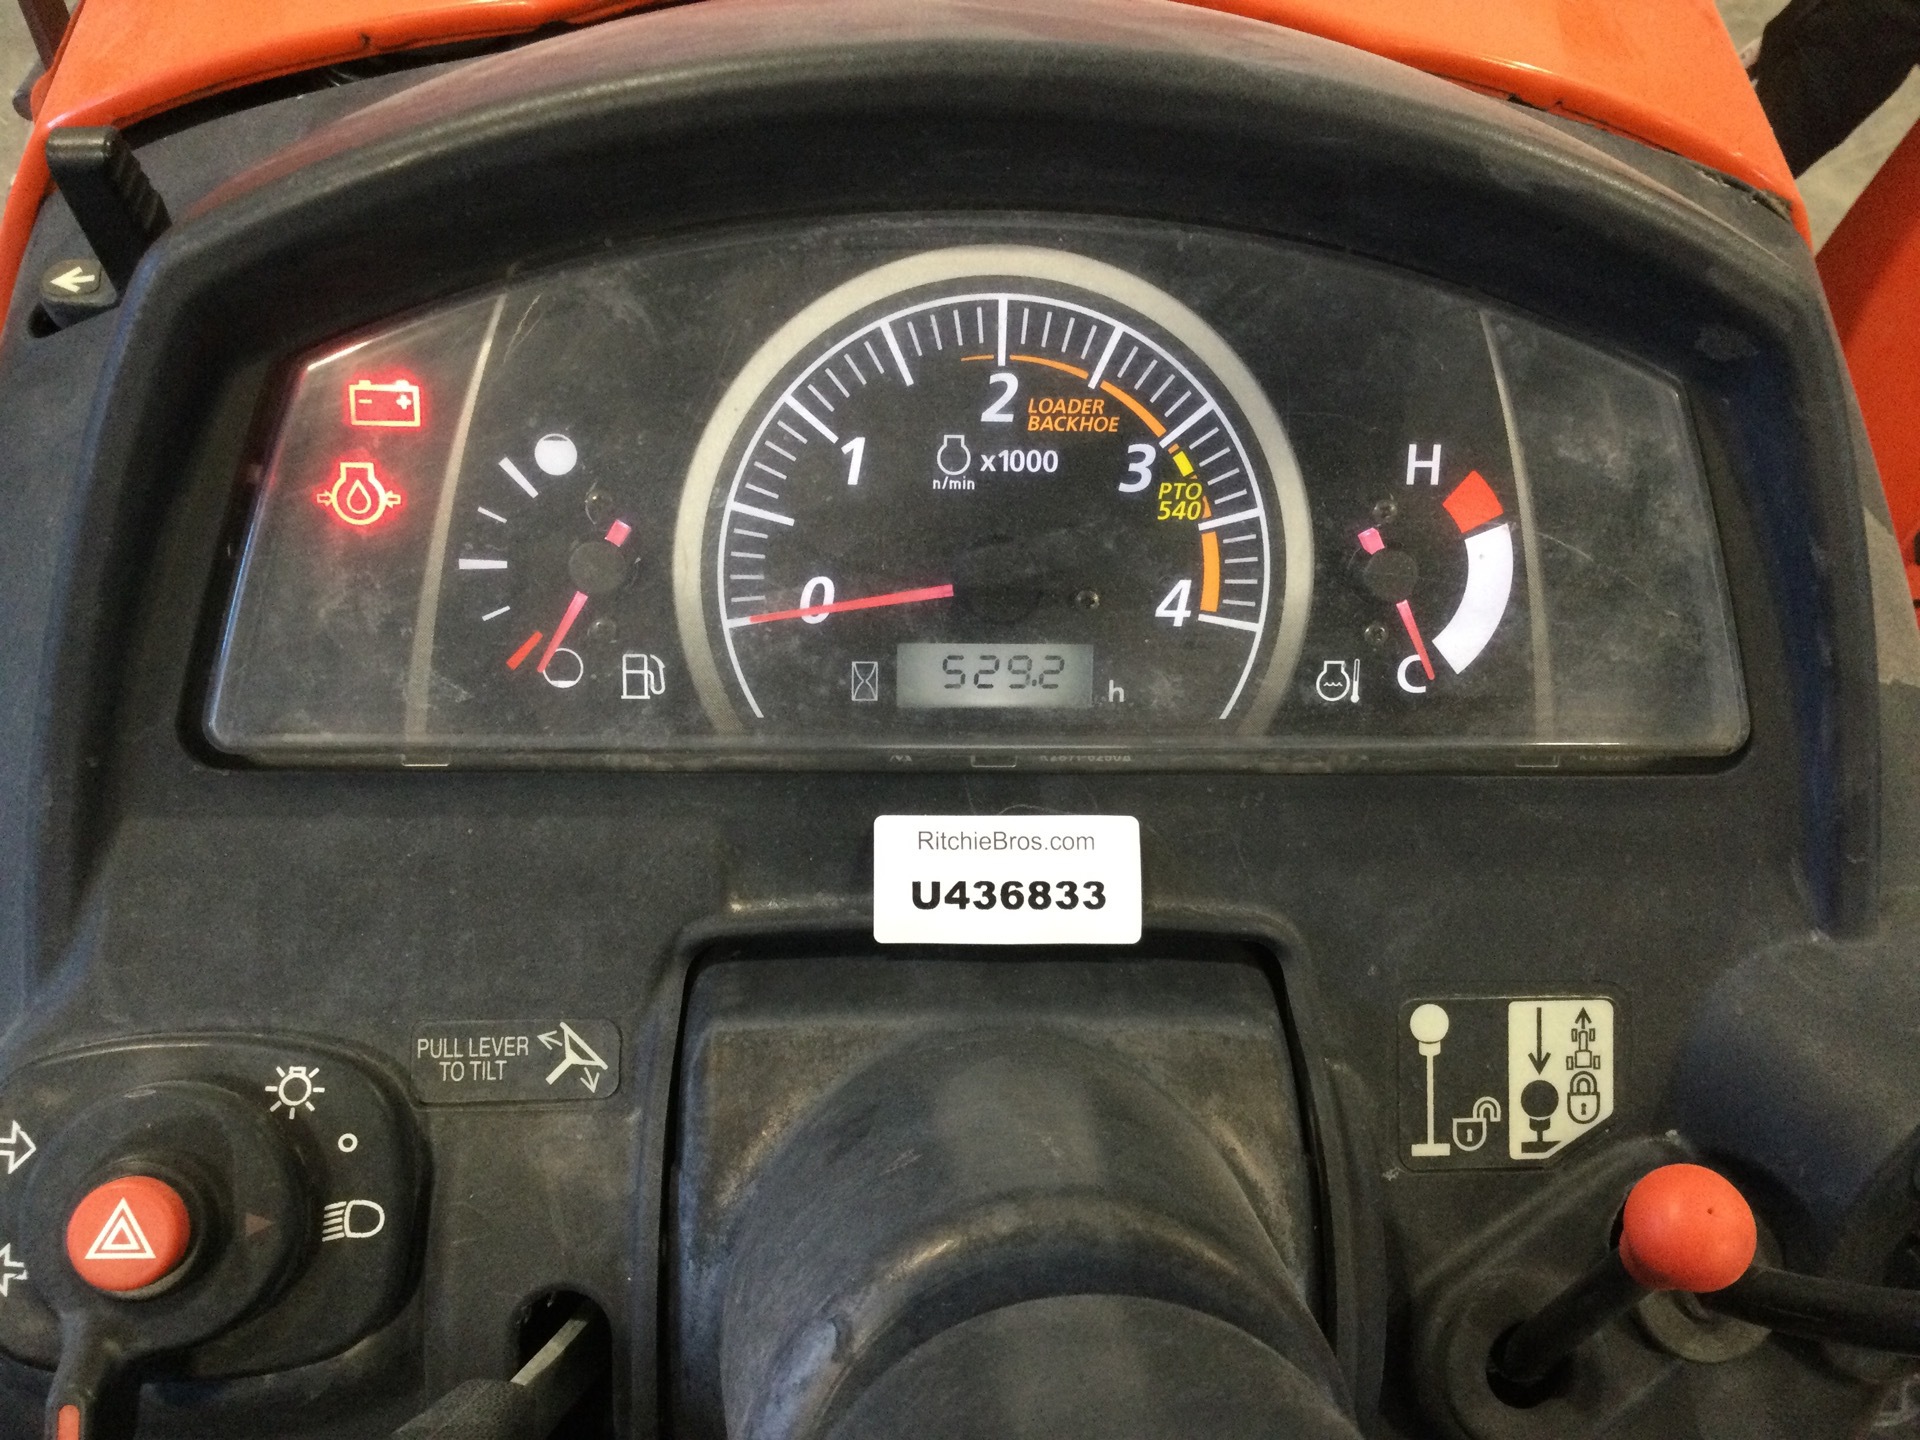 2
LOADER
BACKHOE
1
x1000
n/min
3
PTO
540
0
4
529.2
h
H
C
RitchieBros.com
U436833
PULL LEVER
TO TILT